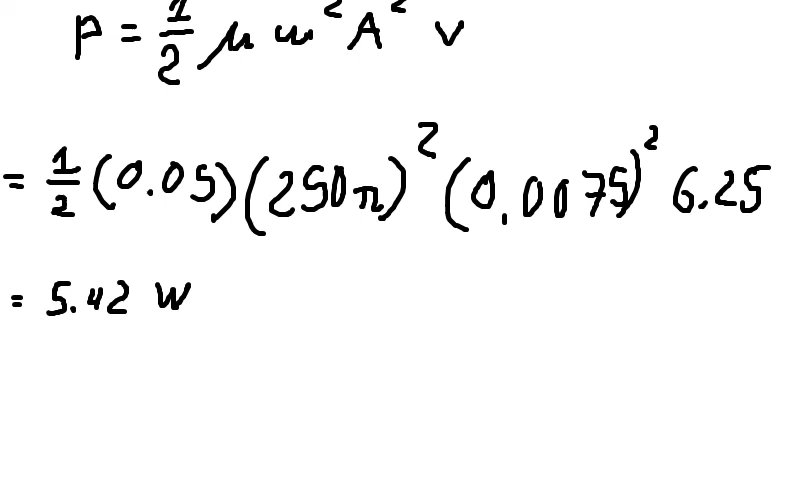 P = 1/2 μ ω² A² v
= 1/2 (0.05)(250π)² (0.0075)² 6.25
= 5.42 W